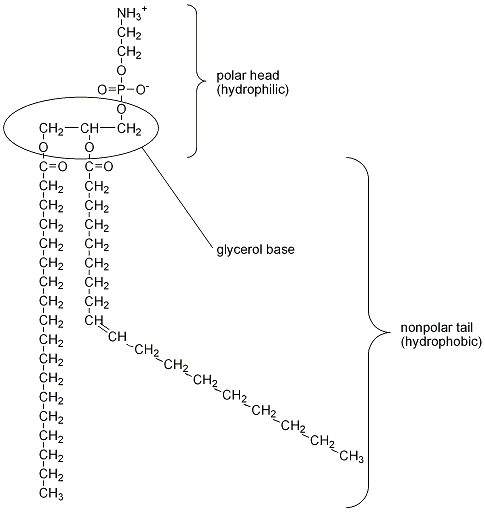 NH3+
CH2
CH2
O
O=P-O-
O
polar head
(hydrophilic)
CH2-CH-CH2
O O
C=O C=O
CH2 CH2
CH2 CH2
CH2 CH2
CH2 CH2
glycerol base
CH2 CH2
CH2 CH2
CH2 CH2
CH2 CH
nonpolar tail
(hydrophobic)
CH2 CH
CH2 CH2
CH2 CH2
CH2
CH2 CH2
CH2 CH2
CH2 CH2
CH2
CH2 CH3
CH2
CH3